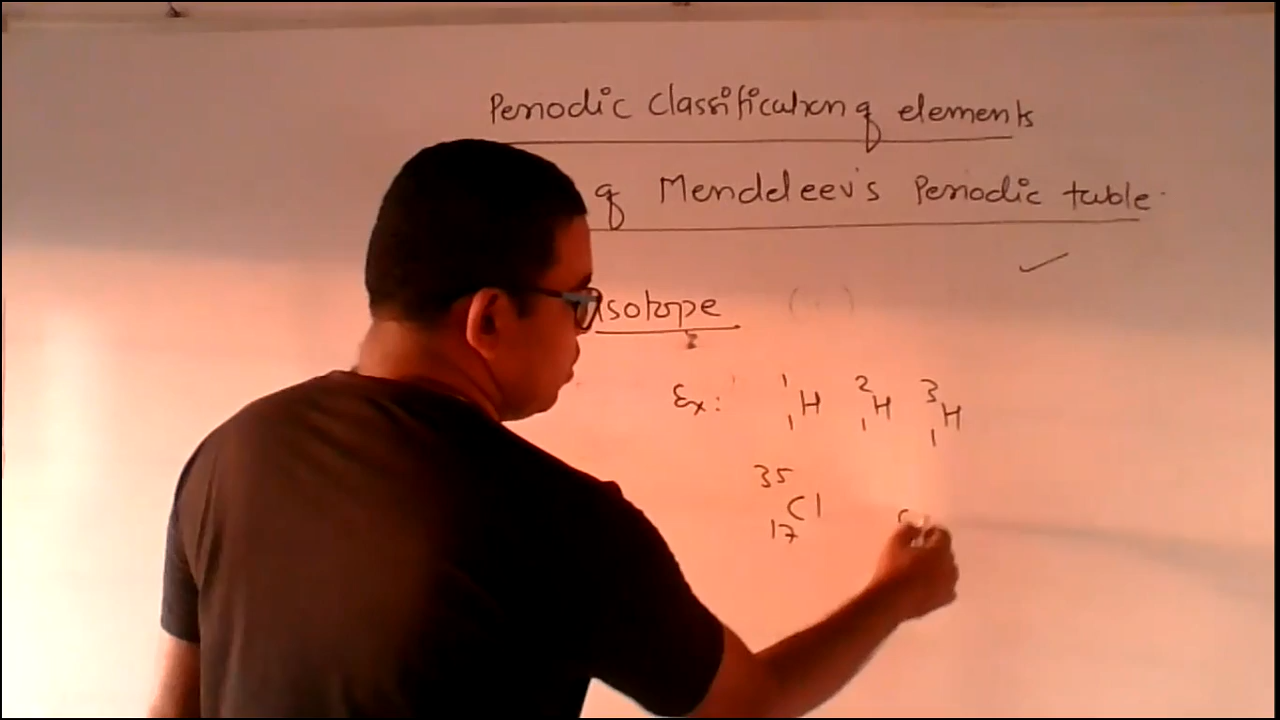 Periodic Classification of elements
of Mendeleev's Periodic table
Isotope
Ex: ¹₁H ²₁H ³₁H
³⁵₁₇Cl